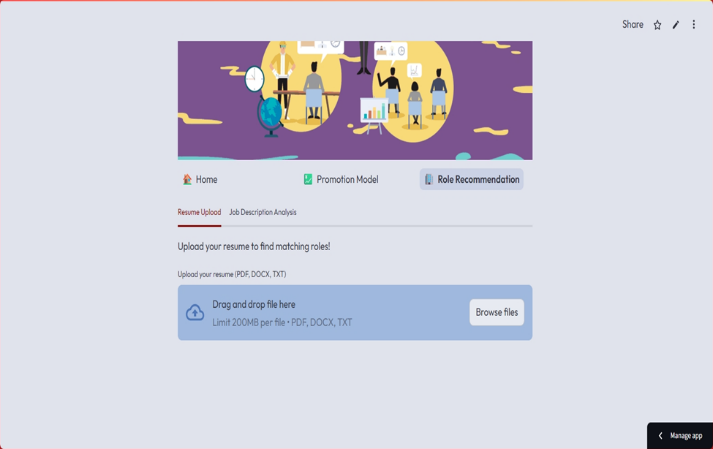 Share
Home
Promotion Model
Role Recommendation
Resume Upload
Job Description Analysis
Upload your resume to find matching roles!
Upload your resume (PDF, DOCX, TXT)
Drag and drop file here
Limit 200MB per file • PDF, DOCX, TXT
Browse files
Manage app